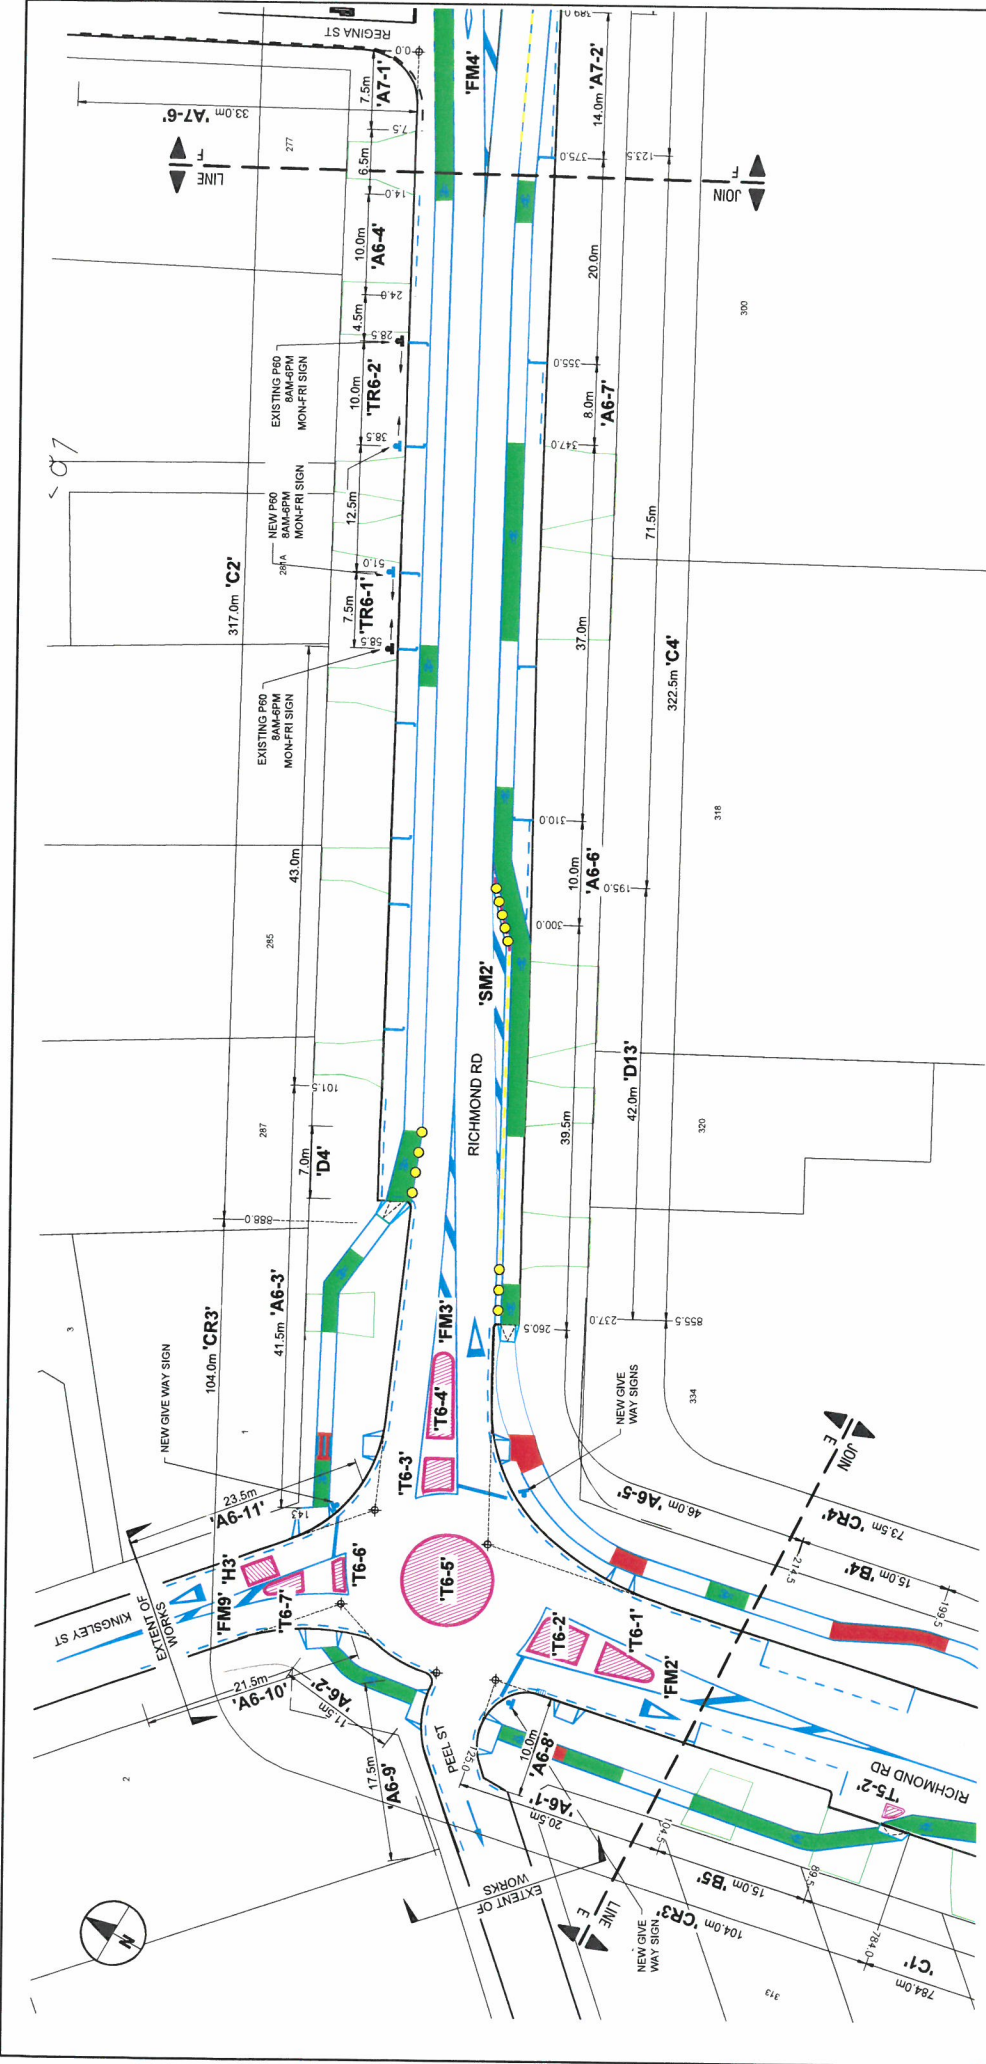 REGINA ST
0.0
7.5m 'A7-1'
33.0m 'A7-6'
7.5
6.5m
277
LINE F
14.0
10.0m 'A6-4'
24.0
4.5m
28.5
EXISTING P60
8AM-6PM
MON-FRI SIGN
10.0m 'TR6-2'
38.5
12.5m
NEW P60
8AM-6PM
MON-FRI SIGN
281A
51.0
7.5m 'TR6-1'
58.5
EXISTING P60
8AM-6PM
MON-FRI SIGN
317.0m 'C2'
43.0m
285
101.5
287
7.0m 'D4'
888.0
104.0m 'CR3'
41.5m 'A6-3'
3
1
NEW GIVE WAY SIGN
23.5m
'A6-11'
143
'FM4'
389.0
14.0m 'A7-2'
375.0
123.5
JOIN F
20.0m
300
355.0
8.0m 'A6-7'
347.0
71.5m
37.0m
322.5m 'C4'
318
310.0
10.0m 'A6-6'
195.0
300.0
'SM2'
RICHMOND RD
39.5m
42.0m 'D13'
320
260.5
237.0
855.5
'FM3'
'T6-4'
'T6-3'
NEW GIVE
WAY SIGNS
334
JOIN E
46.0m 'A6-5'
73.5m 'CR4'
214.5
15.0m 'B4'
199.5
'T6-5'
'T6-6'
'T6-7'
'H3'
'FM9'
KINGSLEY ST
EXTENT OF
WORKS
21.5m
'A6-10'
'A6-2'
11.5m
17.5m
'A6-9'
2
PEEL ST
125.0
'T6-2'
'T6-1'
'FM2'
10.0m
'A6-8'
'A6-1'
20.5m
EXTENT OF
WORKS
LINE E
NEW GIVE
WAY SIGN
104.5
15.0m 'B5'
104.0m 'CR3'
89.5
'T5-2'
RICHMOND RD
784.0
'C1'
784.0m
313
N